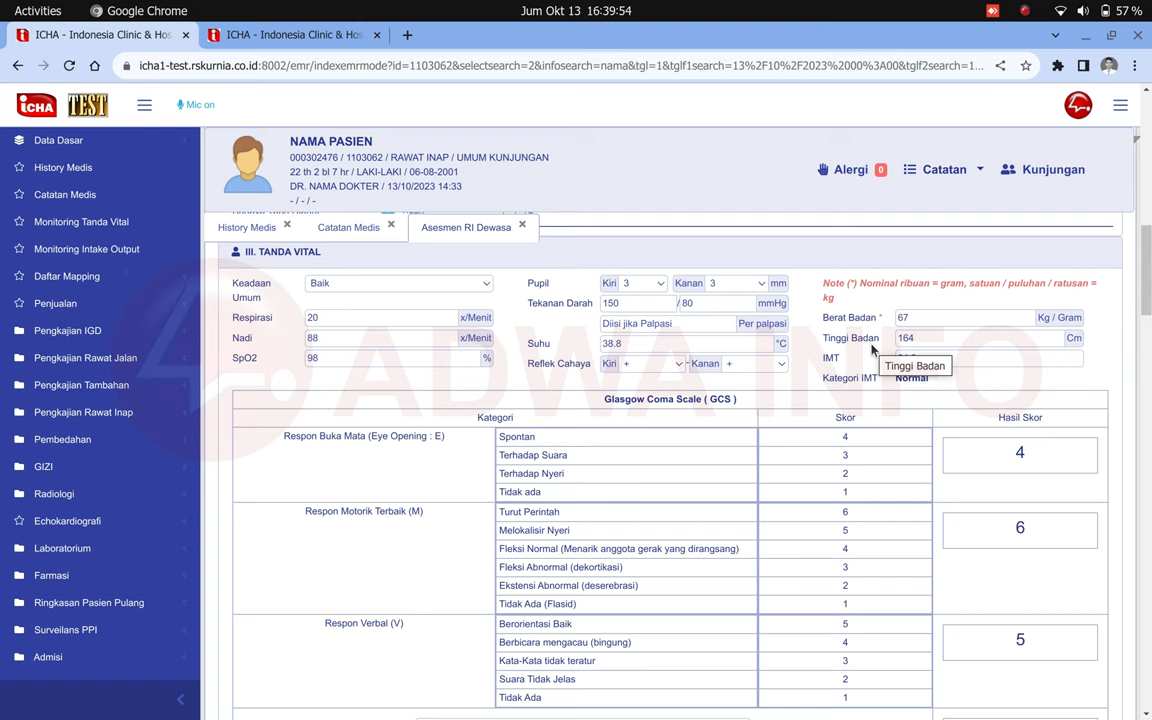 Activities Google Chrome Jum Okt 13 16:39:54 57 %
ICHA - Indonesia Clinic & Hos ICHA - Indonesia Clinic & Hos
icha1-test.rskurnia.co.id:8002/emr/indexemrmode?id=1103062&selectsearch=2&infosearch=nama&tgl=1&tglf1search=13%2F10%2F2023%2000%3A00&tglf2search=1...
iCHA TEST Mic on
Data Dasar
History Medis
Catatan Medis
Monitoring Tanda Vital
Monitoring Intake Output
Daftar Mapping
Penjualan
Pengkajian IGD
Pengkajian Rawat Jalan
Pengkajian Tambahan
Pengkajian Rawat Inap
Pembedahan
GIZI
Radiologi
Echokardiografi
Laboratorium
Farmasi
Ringkasan Pasien Pulang
Surveilans PPI
Admisi
NAMA PASIEN
000302476 / 1103062 / RAWAT INAP / UMUM KUNJUNGAN
22 th 2 bl 7 hr / LAKI-LAKI / 06-08-2001
DR. NAMA DOKTER / 13/10/2023 14:33
- / - / -
Alergi 0 Catatan Kunjungan
History Medis Catatan Medis Asesmen RI Dewasa
III. TANDA VITAL
Keadaan Umum Baik
Respirasi 20 x/Menit
Nadi 88 x/Menit
SpO2 98 %
Pupil Kiri 3 Kanan 3 mm
Tekanan Darah 150 / 80 mmHg
Diisi jika Palpasi Per palpasi
Suhu 38.8 °C
Reflek Cahaya Kiri + - Kanan +
Note (*) Nominal ribuan = gram, satuan / puluhan / ratusan =
kg
Berat Badan * 67 Kg / Gram
Tinggi Badan 164 Cm
IMT
Tinggi Badan
Kategori IMT Normal
ADWA INFO
Glasgow Coma Scale ( GCS )
Kategori Skor Hasil Skor
Respon Buka Mata (Eye Opening : E) Spontan 4 4
Terhadap Suara 3
Terhadap Nyeri 2
Tidak ada 1
Respon Motorik Terbaik (M) Turut Perintah 6 6
Melokalisir Nyeri 5
Fleksi Normal (Menarik anggota gerak yang dirangsang) 4
Fleksi Abnormal (dekortikasi) 3
Ekstensi Abnormal (deserebrasi) 2
Tidak Ada (Flasid) 1
Respon Verbal (V) Berorientasi Baik 5 5
Berbicara mengacau (bingung) 4
Kata-Kata tidak teratur 3
Suara Tidak Jelas 2
Tidak Ada 1